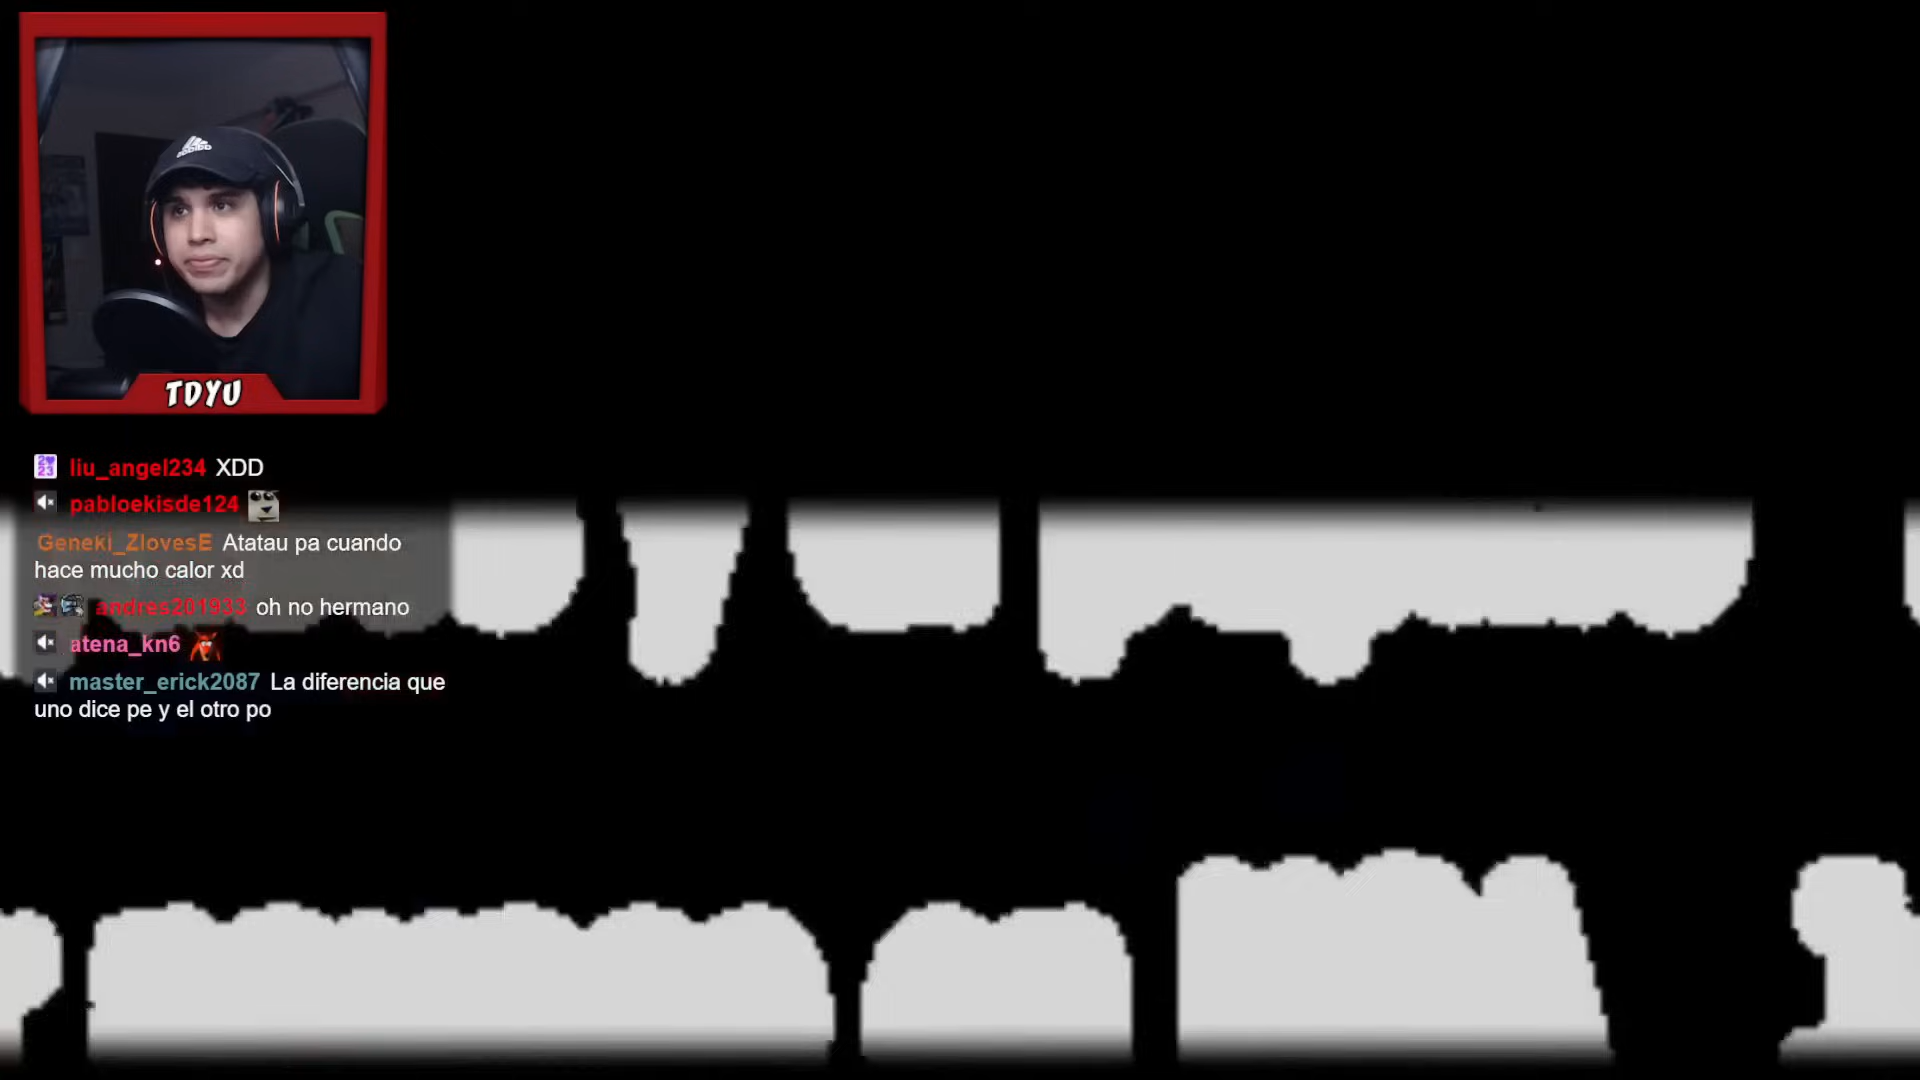 adidas
TDYU
liu_angel234 XDD
pabloekisde124
Geneki_ZlovesE Atatau pa cuando
hace mucho calor xd
andres201933 oh no hermano
atena_kn6
master_erick2087 La diferencia que
uno dice pe y el otro po